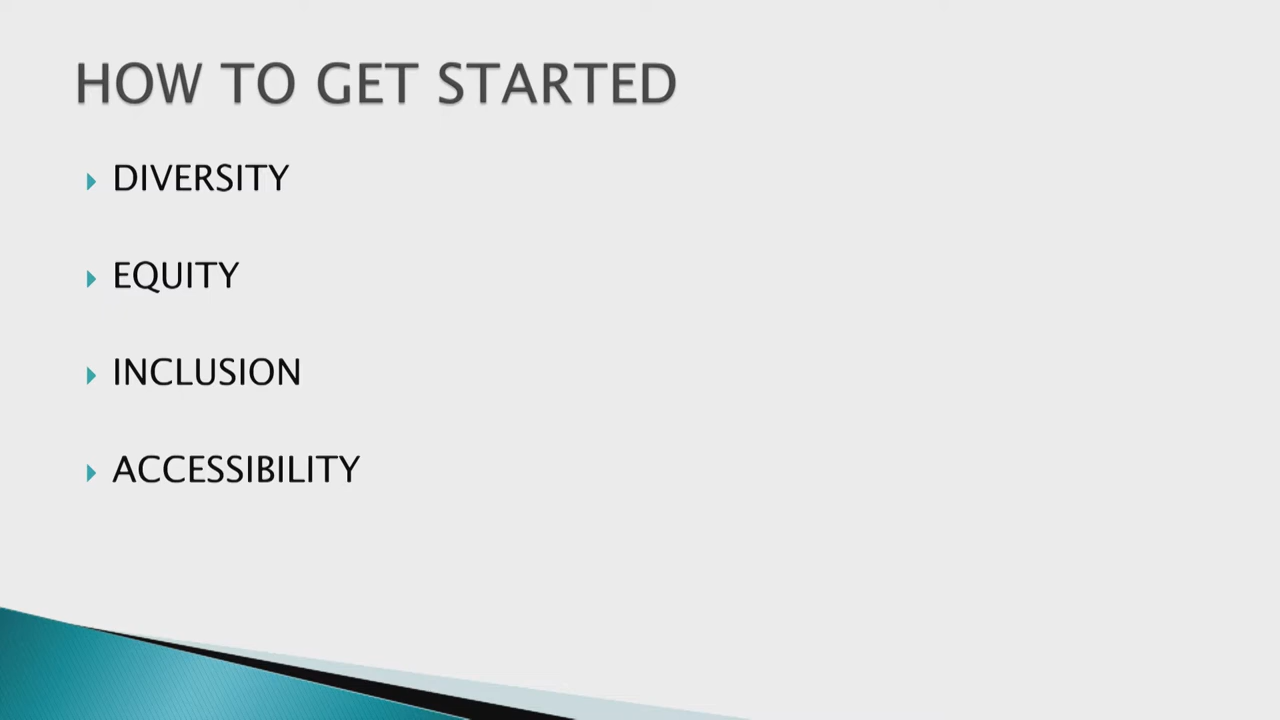 HOW TO GET STARTED
DIVERSITY
EQUITY
INCLUSION
ACCESSIBILITY